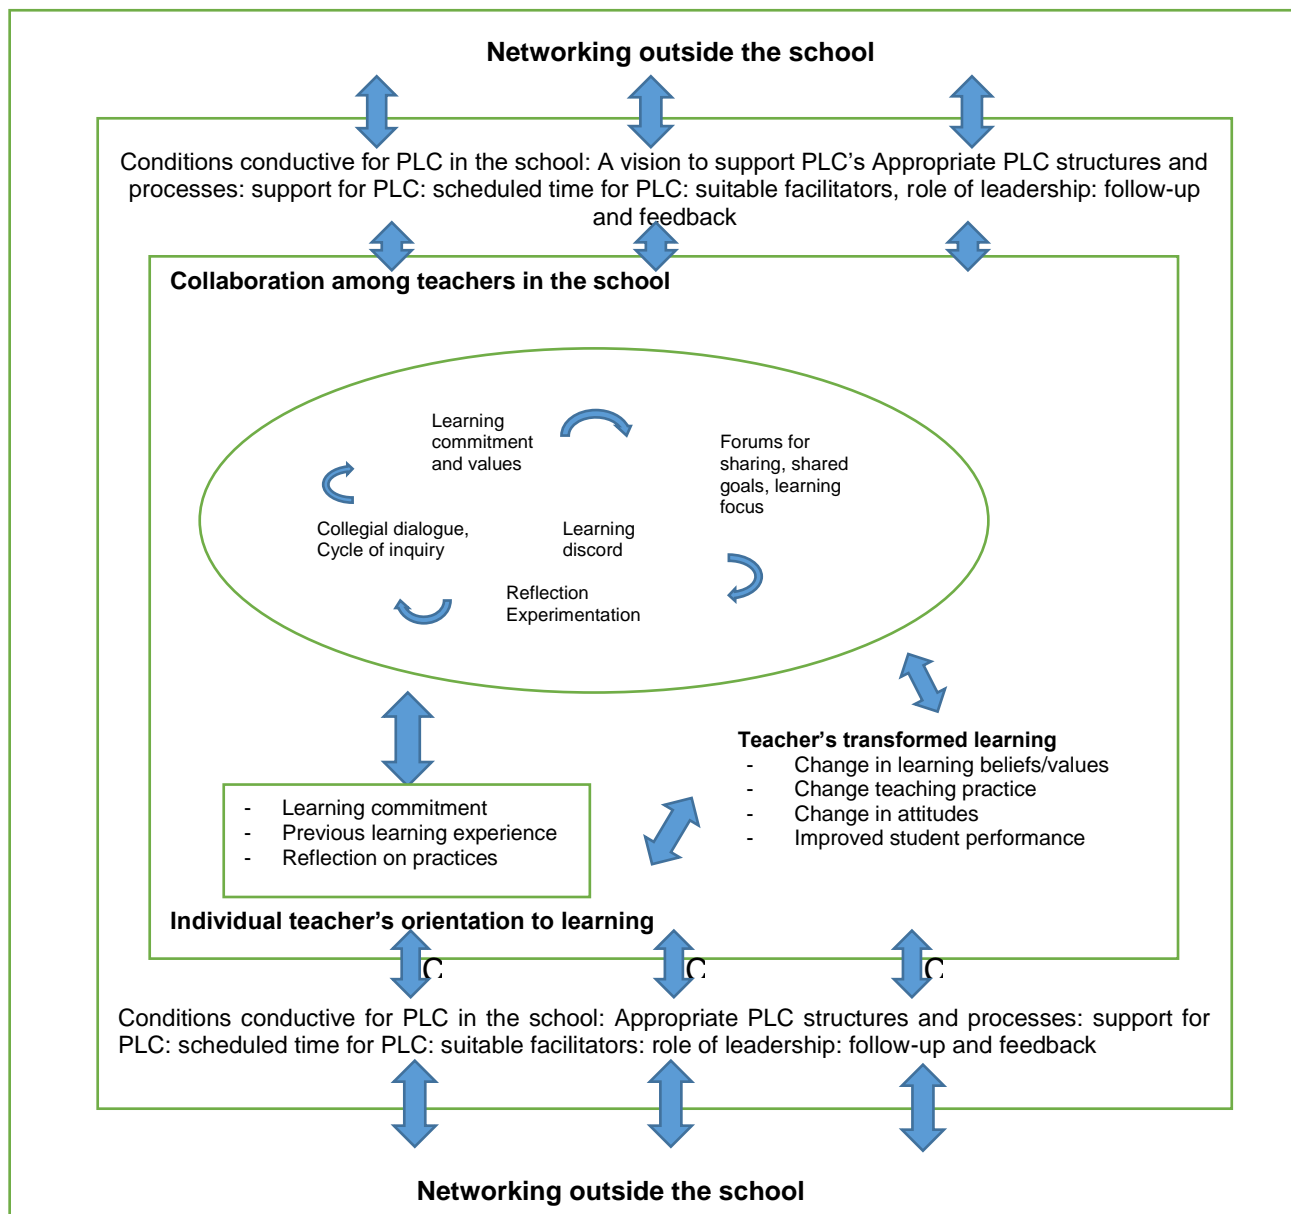 Networking outside the school
Conditions conductive for PLC in the school: A vision to support PLC's Appropriate PLC structures and
processes: support for PLC: scheduled time for PLC: suitable facilitators, role of leadership: follow-up
and feedback
Collaboration among teachers in the school
Learning
commitment
and values
Forums for
sharing, shared
goals, learning
focus
Collegial dialogue,
Cycle of inquiry
Learning
discord
Reflection
Experimentation
Teacher’s transformed learning
- Change in learning beliefs/values
- Change teaching practice
- Change in attitudes
- Improved student performance
- Learning commitment
- Previous learning experience
- Reflection on practices
Individual teacher’s orientation to learning
C C C
Conditions conductive for PLC in the school: Appropriate PLC structures and processes: support for
PLC: scheduled time for PLC: suitable facilitators: role of leadership: follow-up and feedback
Networking outside the school